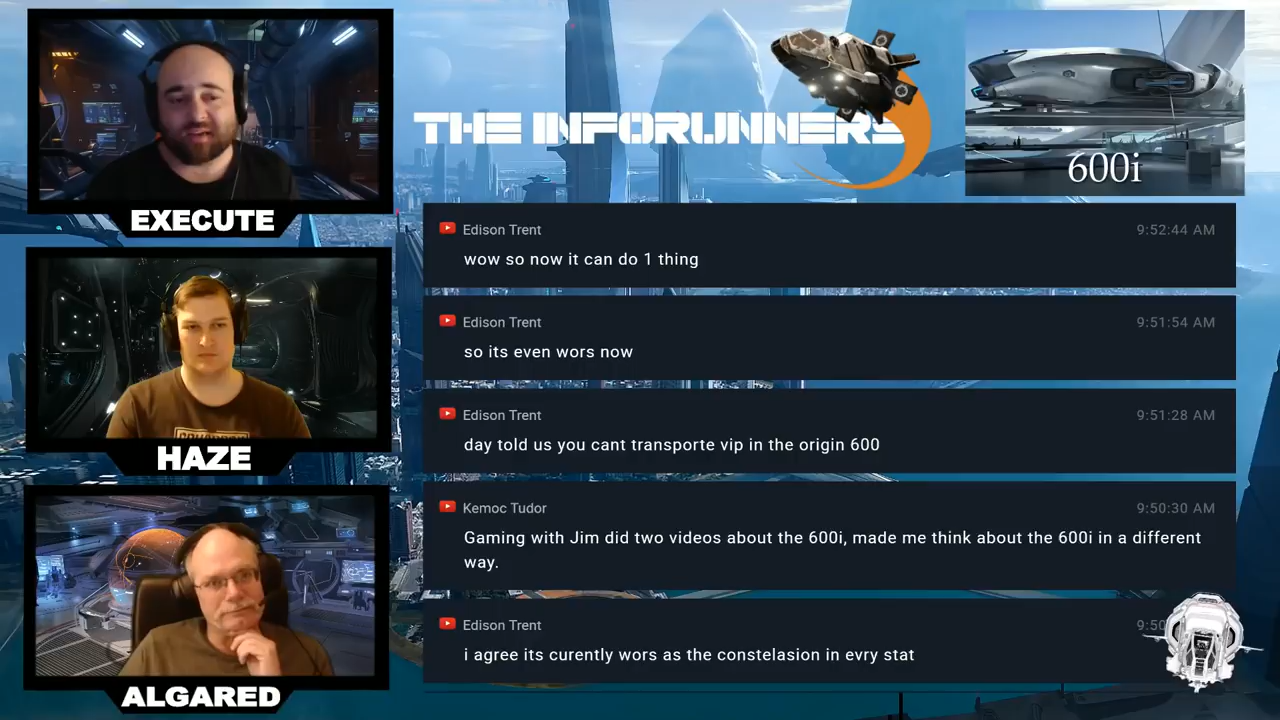 THE INFORUNNERS
600i
EXECUTE
HAZE
ALGARED
Edison Trent 9:52:44 AM
wow so now it can do 1 thing
Edison Trent 9:51:54 AM
so its even wors now
Edison Trent 9:51:28 AM
day told us you cant transporte vip in the origin 600
Kemoc Tudor 9:50:30 AM
Gaming with Jim did two videos about the 600i, made me think about the 600i in a different
way.
Edison Trent
i agree its curently wors as the constelasion in evry stat